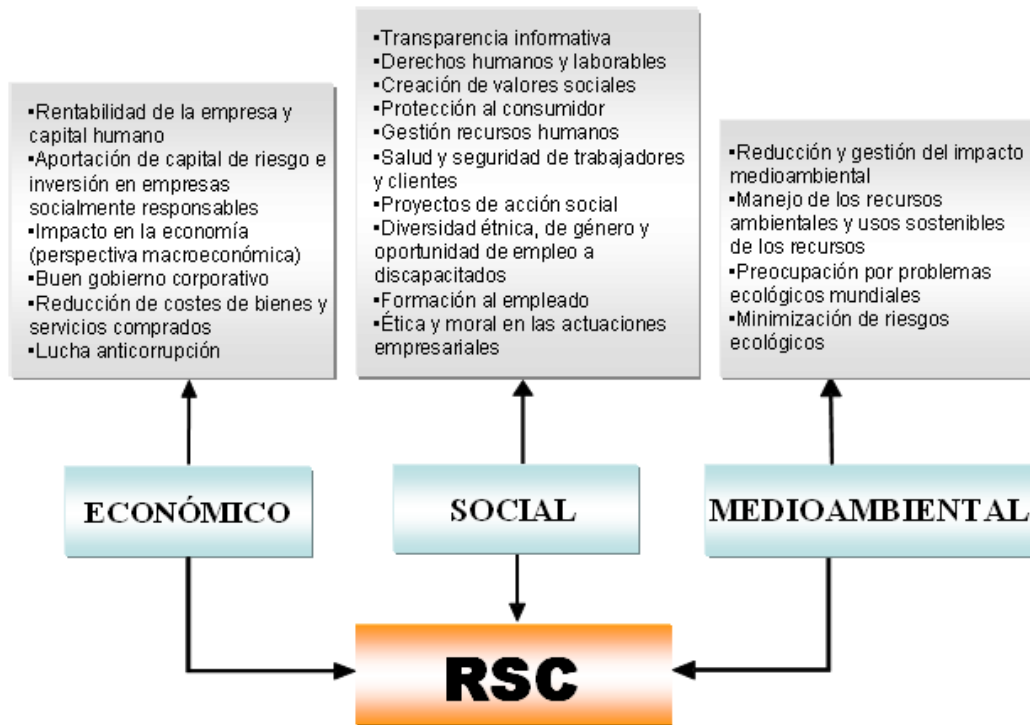 ▪Rentabilidad de la empresa y
capital humano
▪Aportación de capital de riesgo e
inversión en empresas
socialmente responsables
▪Impacto en la economía
(perspectiva macroeconómica)
▪Buen gobierno corporativo
▪Reducción de costes de bienes y
servicios comprados
▪Lucha anticorrupción
▪Transparencia informativa
▪Derechos humanos y laborables
▪Creación de valores sociales
▪Protección al consumidor
▪Gestión recursos humanos
▪Salud y seguridad de trabajadores
y clientes
▪Proyectos de acción social
▪Diversidad étnica, de género y
oportunidad de empleo a
discapacitados
▪Formación al empleado
▪Ética y moral en las actuaciones
empresariales
▪Reducción y gestión del impacto
medioambiental
▪Manejo de los recursos
ambientales y usos sostenibles
de los recursos
▪Preocupación por problemas
ecológicos mundiales
▪Minimización de riesgos
ecológicos
ECONÓMICO
SOCIAL
MEDIOAMBIENTAL
RSC